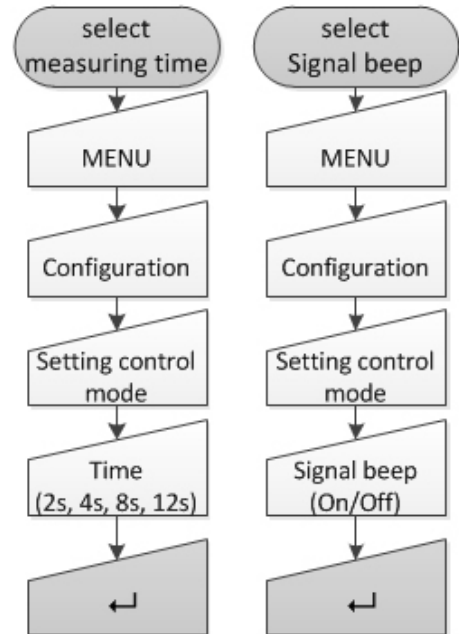 select
measuring time
MENU
Configuration
Setting control
mode
Time
(2s, 4s, 8s, 12s)
↵
select
Signal beep
MENU
Configuration
Setting control
mode
Signal beep
(On/Off)
↵